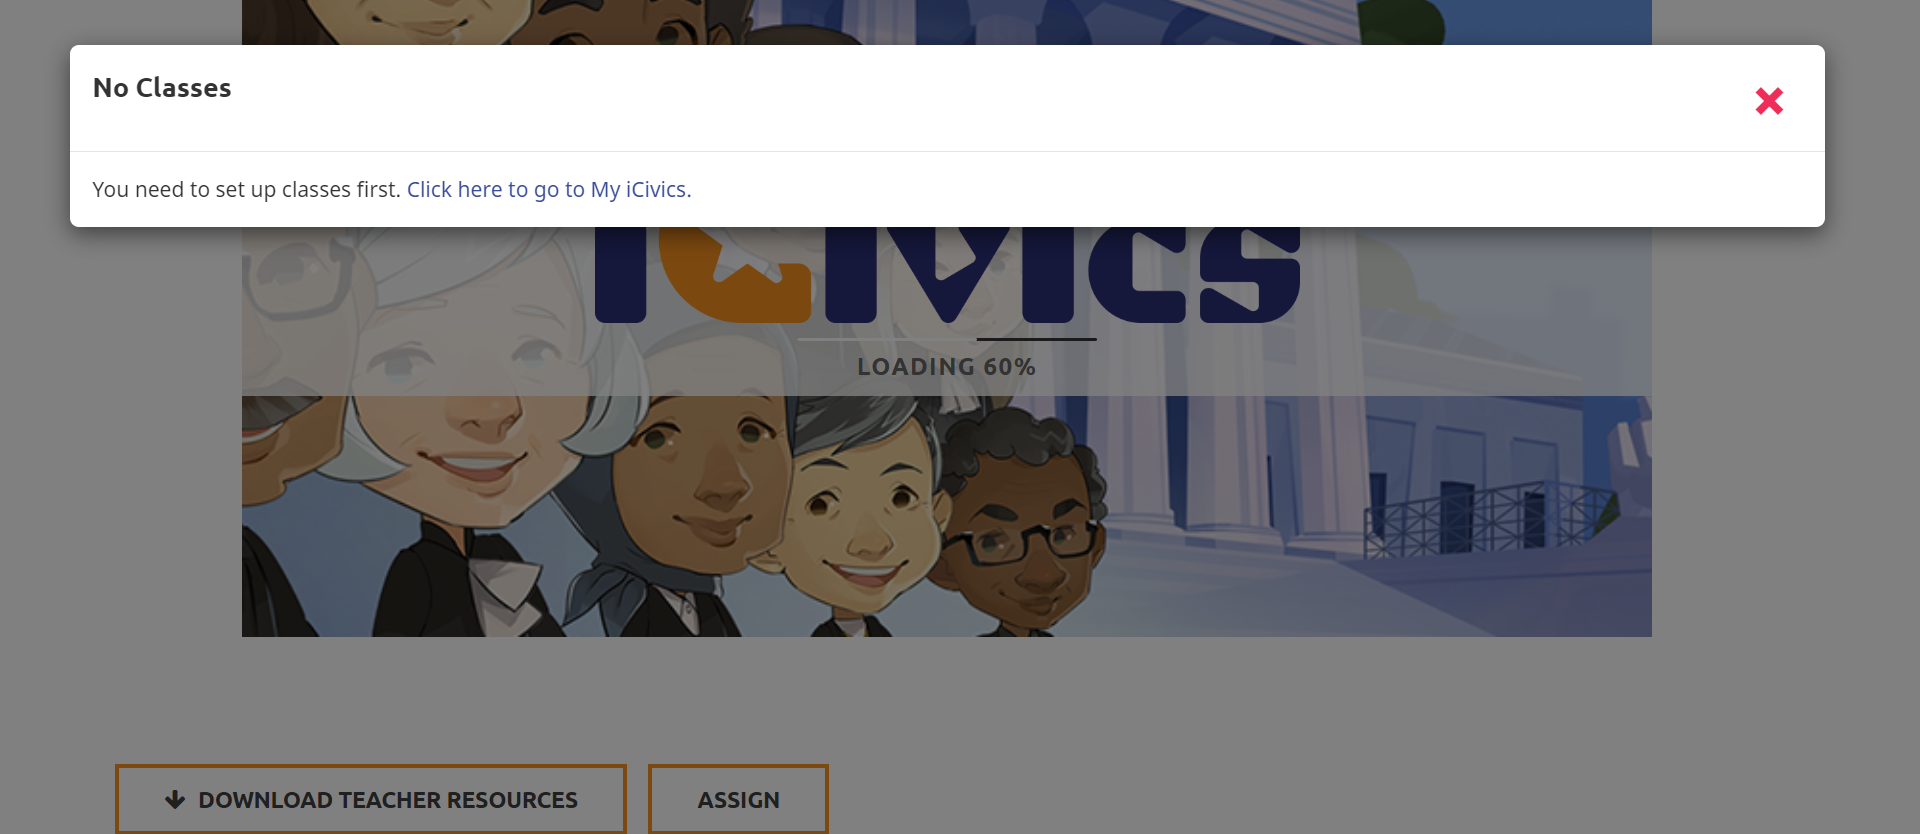 No Classes
You need to set up classes first. Click here to go to My iCivics.
iCivics
LOADING 60%
DOWNLOAD TEACHER RESOURCES
ASSIGN